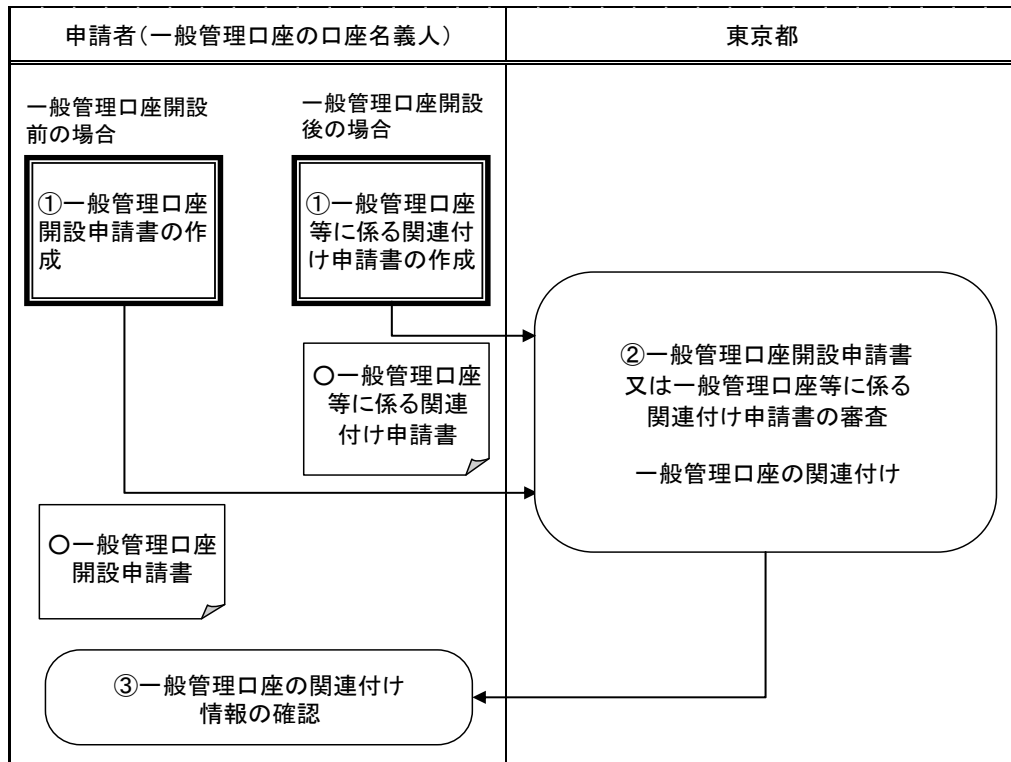 申請者(一般管理口座の口座名義人)
東京都
一般管理口座開設
前の場合
①一般管理口座
開設申請書の作
成
一般管理口座開設
後の場合
①一般管理口座
等に係る関連付
け申請書の作成
〇一般管理口座
等に係る関連
付け申請書
②一般管理口座開設申請書
又は一般管理口座等に係る
関連付け申請書の審査
一般管理口座の関連付け
〇一般管理口座
開設申請書
③一般管理口座の関連付け
情報の確認